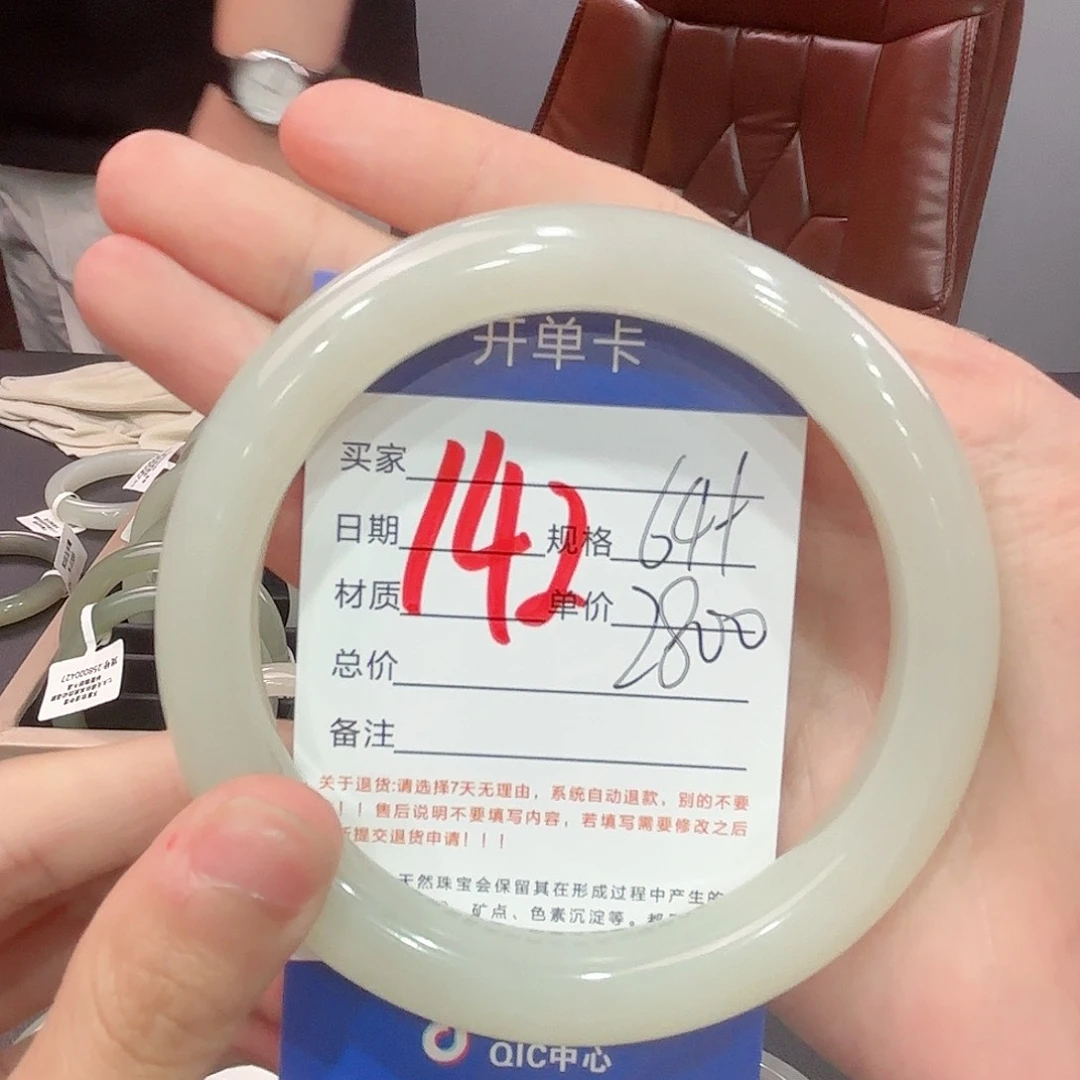 开单卡
买家
142
日期 规格 64+
材质 单价 2800
总价
备注
关于退货:请选择7天无理由，系统自动退款，别的不要
！！售后说明不要填写内容，若填写需要修改之后
提交退货申请！！！
天然珠宝会保留其在形成过程中产生的
、矿点、色素沉淀等。都
QIC中心
货号:25800427